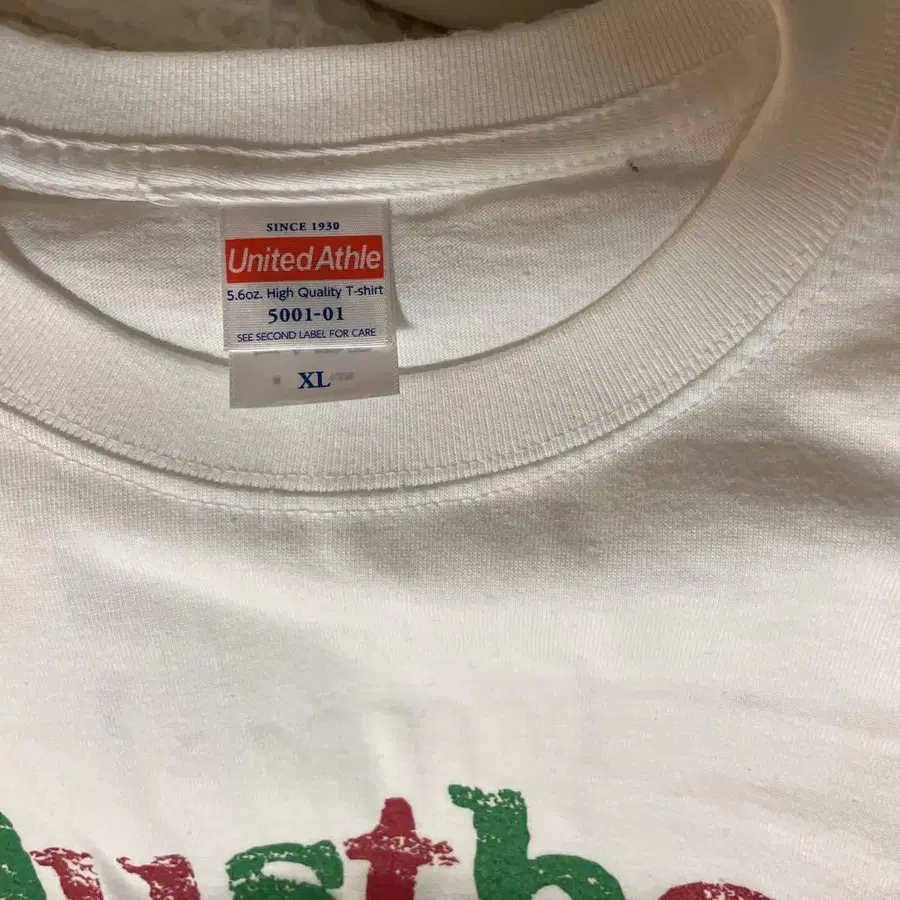 SINCE 1930
United Athle
5.6oz. High Quality T-shirt
5001-01
SEE SECOND LABEL FOR CARE
XL